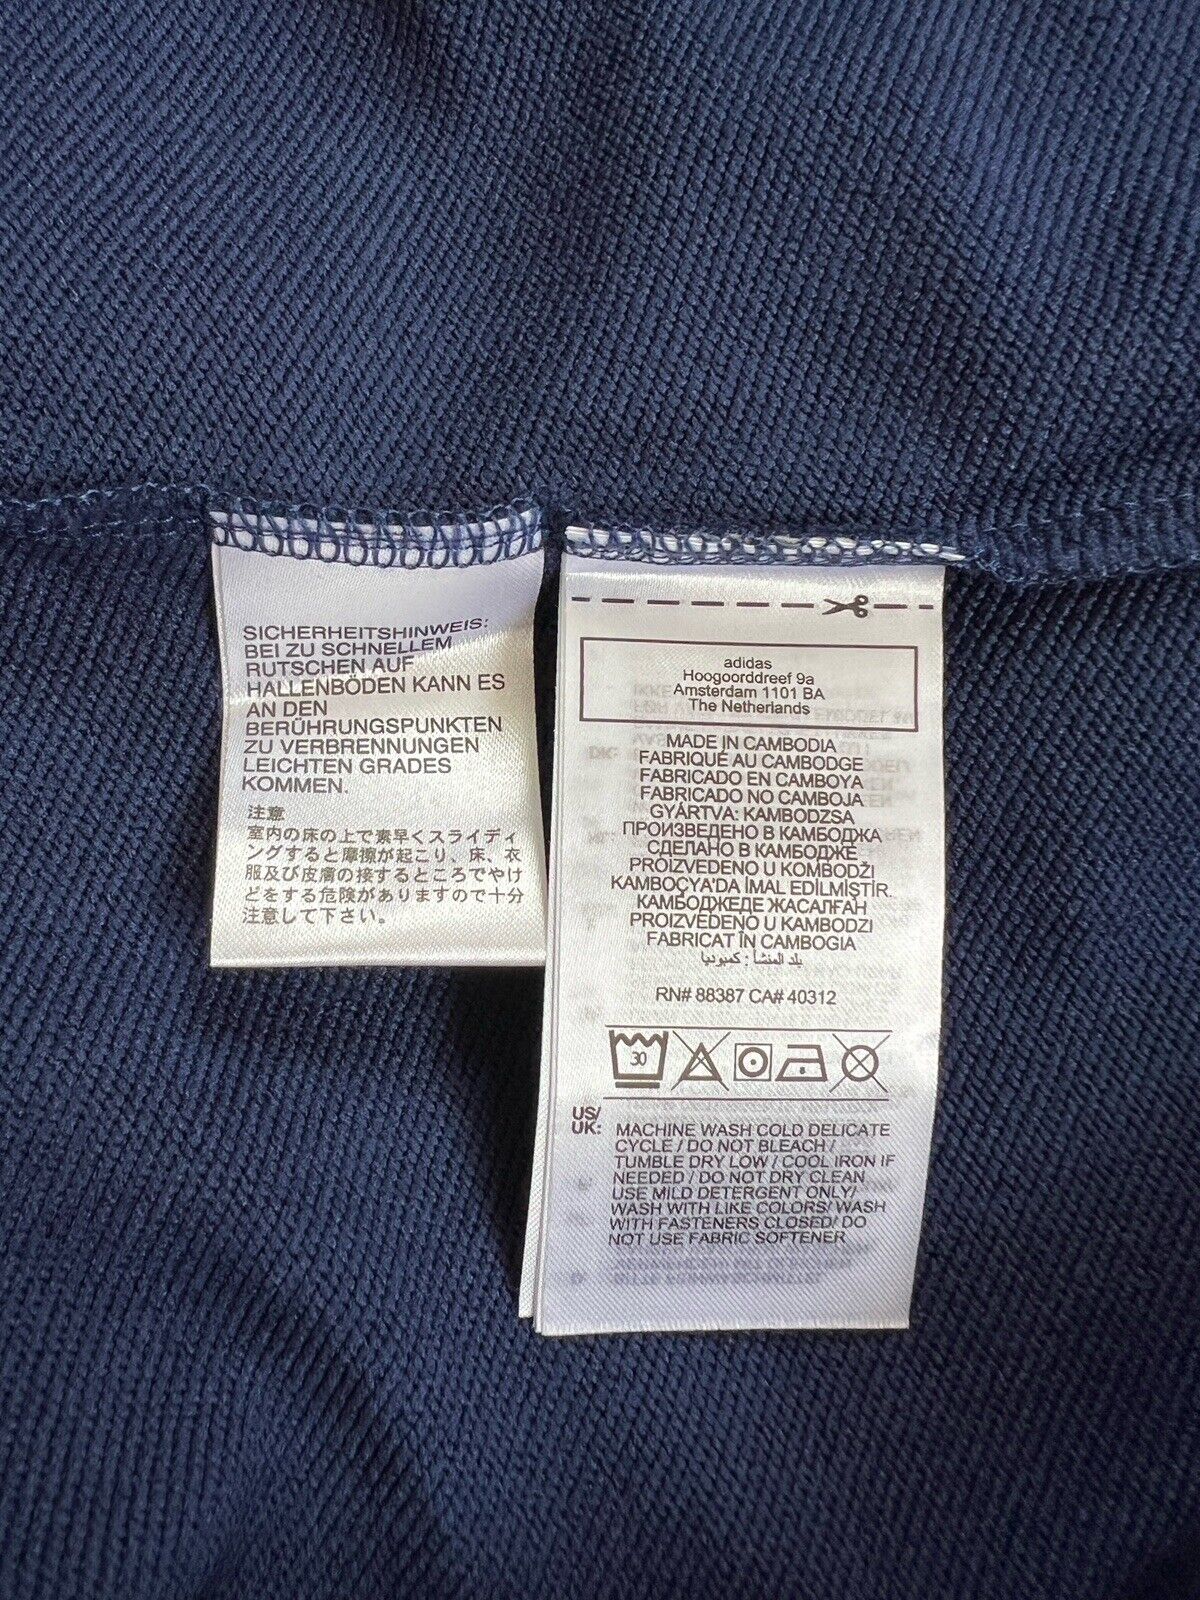 SICHERHEITSHINWEIS:
BEI ZU SCHNELLEM
RUTSCHEN AUF
HALLENBÖDEN KANN ES
AN DEN
BERÜHRUNGSPUNKTEN
ZU VERBRENNUNGEN
LEICHTEN GRADES
KOMMEN.
注意
室内の床の上で素早くスライディ
ングすると摩擦が起こり、床、衣
服及び皮膚の接するところでやけ
どをする危険がありますので十分
注意して下さい。
adidas
Hoogoorddreef 9a
Amsterdam 1101 BA
The Netherlands
MADE IN CAMBODIA
FABRIQUÉ AU CAMBODGE
FABRICADO EN CAMBOYA
FABRICADO NO CAMBOJA
GYÁRTVA: KAMBODZSA
ПРОИЗВЕДЕНО В КАМБОДЖА
СДЕЛАНО В КАМБОДЖЕ
PROIZVEDENO U KOMBODŽI
KAMBOÇYA'DA İMAL EDİLMİŞTİR.
КАМБОДЖЕДЕ ЖАСАЛҒАН
PROIZVEDENO U KAMBODZI
FABRICAT ÎN CAMBOGIA
بلد المنشأ : كمبوديا
RN# 88387 CA# 40312
30
US/
UK: MACHINE WASH COLD DELICATE
CYCLE / DO NOT BLEACH /
TUMBLE DRY LOW / COOL IRON IF
NEEDED / DO NOT DRY CLEAN
USE MILD DETERGENT ONLY/
WASH WITH LIKE COLORS/ WASH
WITH FASTENERS CLOSED/ DO
NOT USE FABRIC SOFTENER